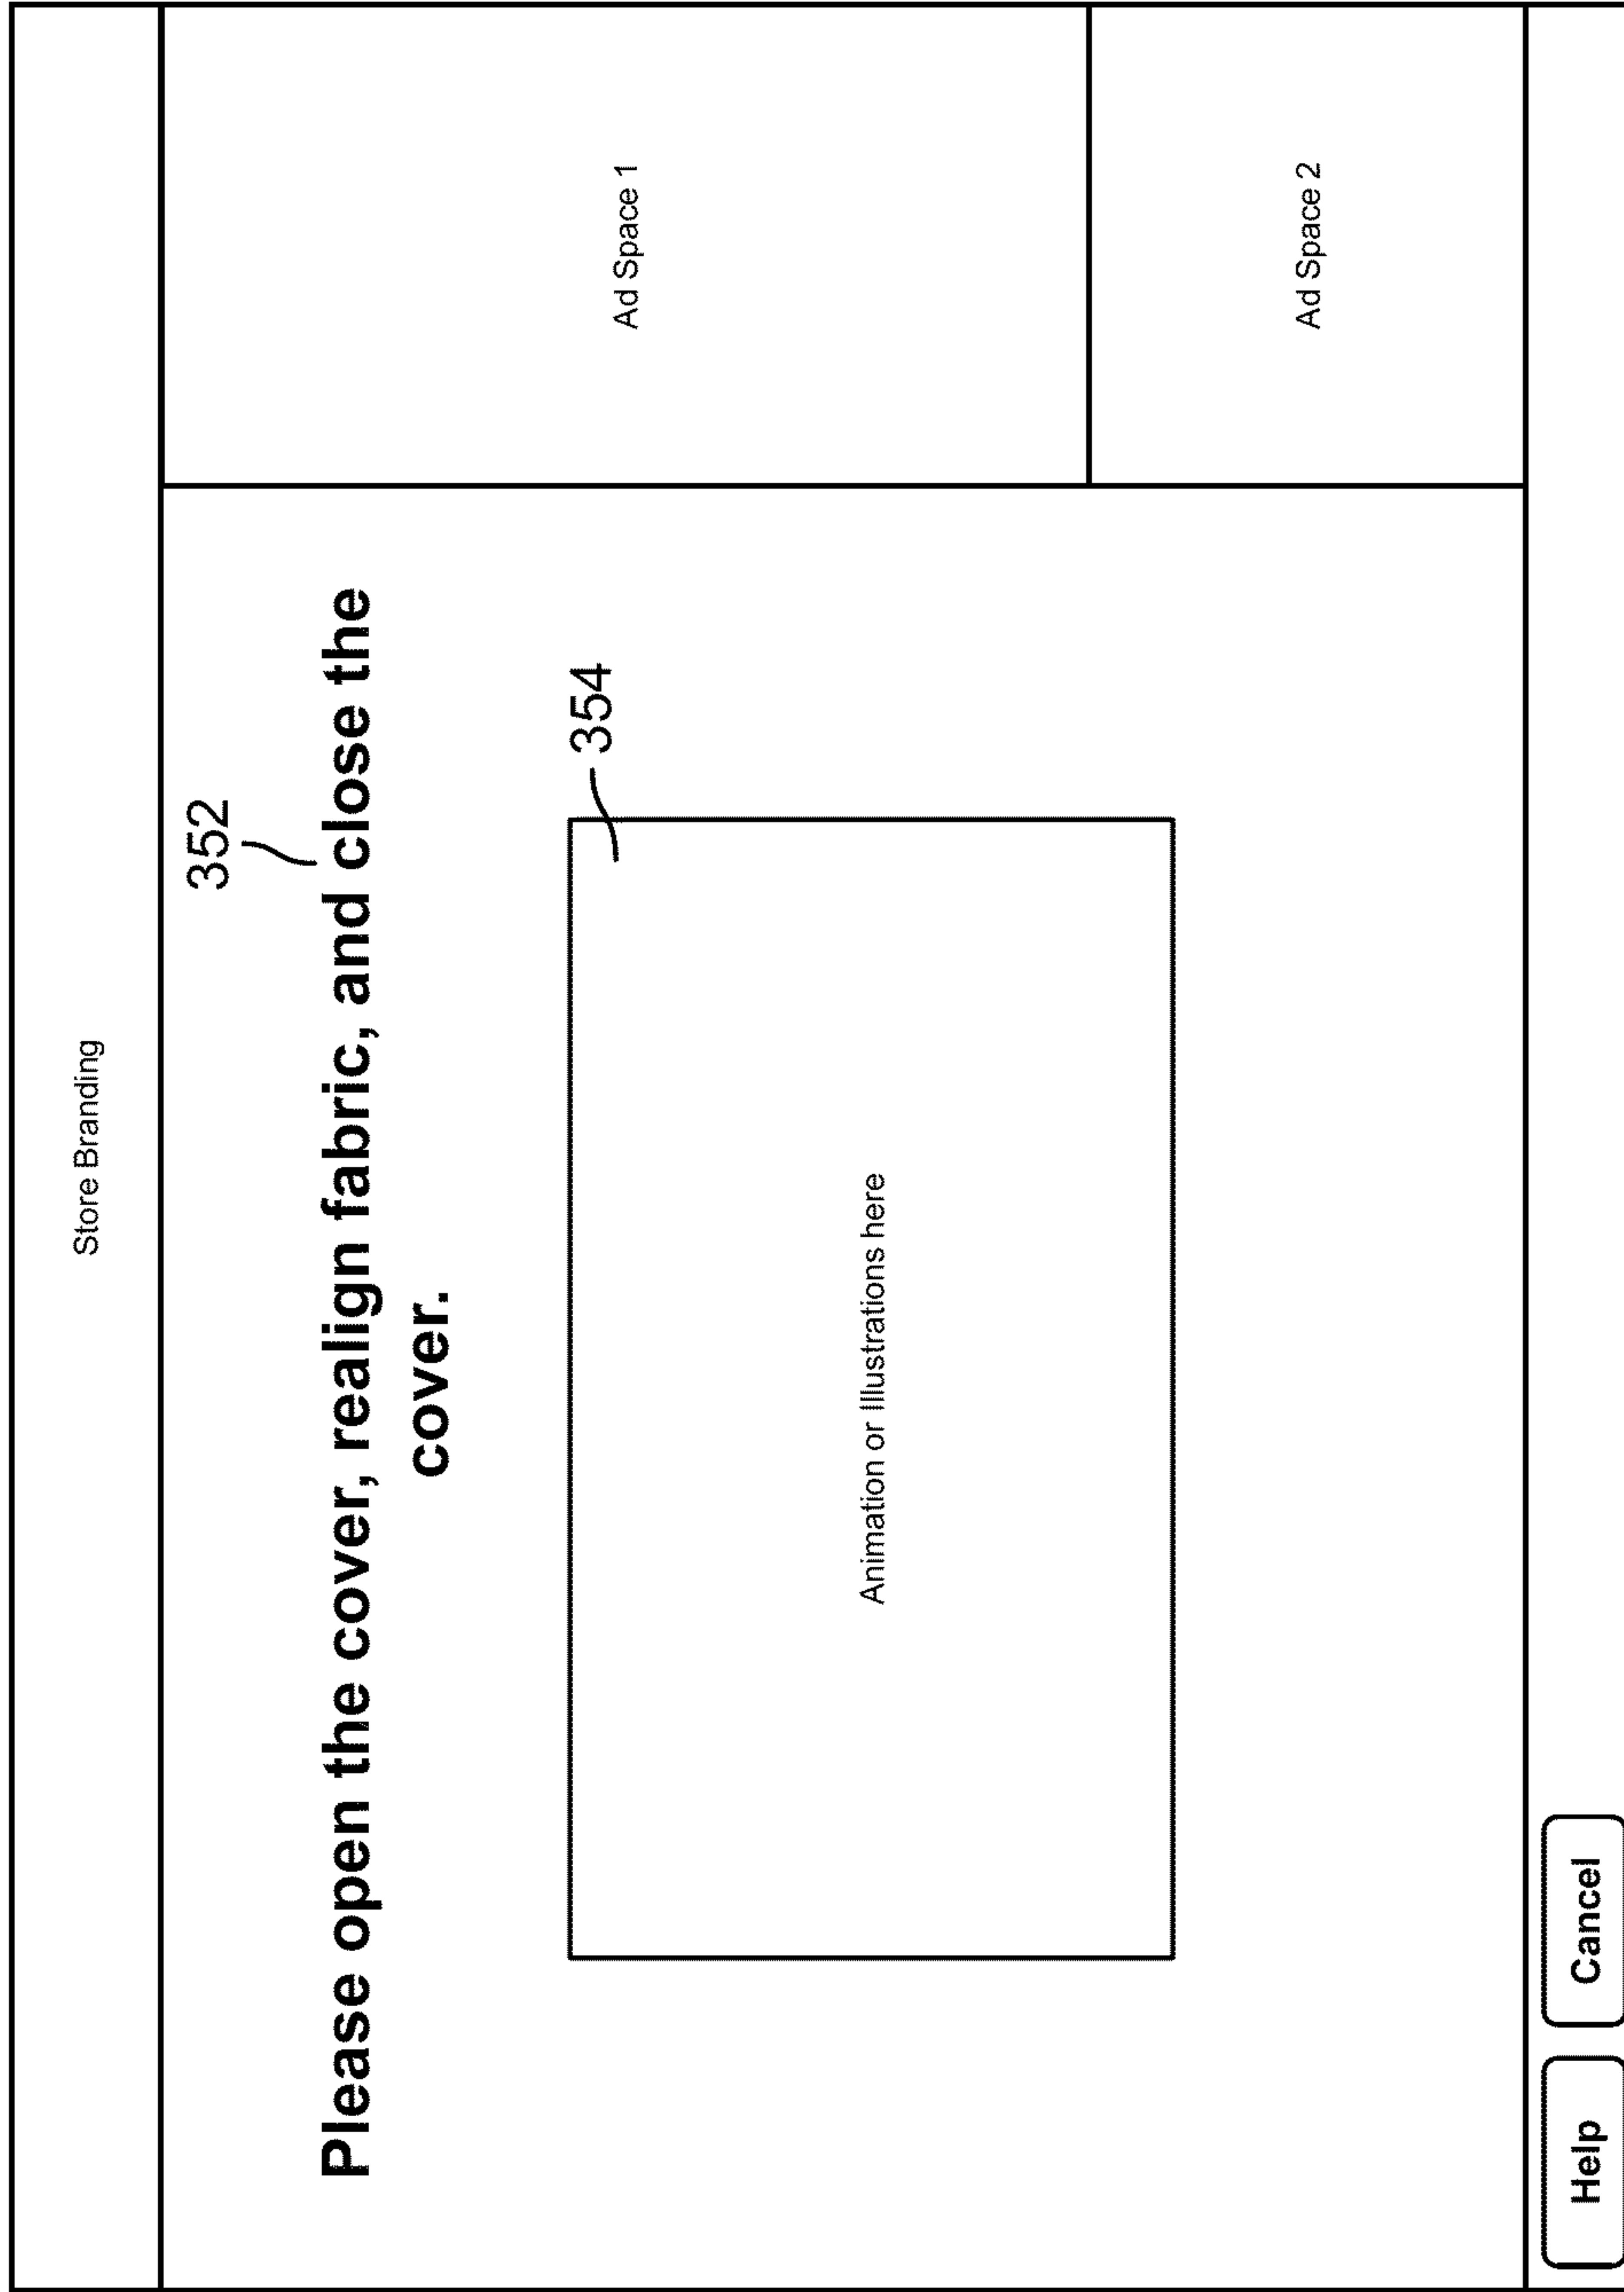 Store Branding
352
Please open the cover, realign fabric, and close the
cover.
354
Animation or Illustrations here
Ad Space 1
Ad Space 2
Help
Cancel